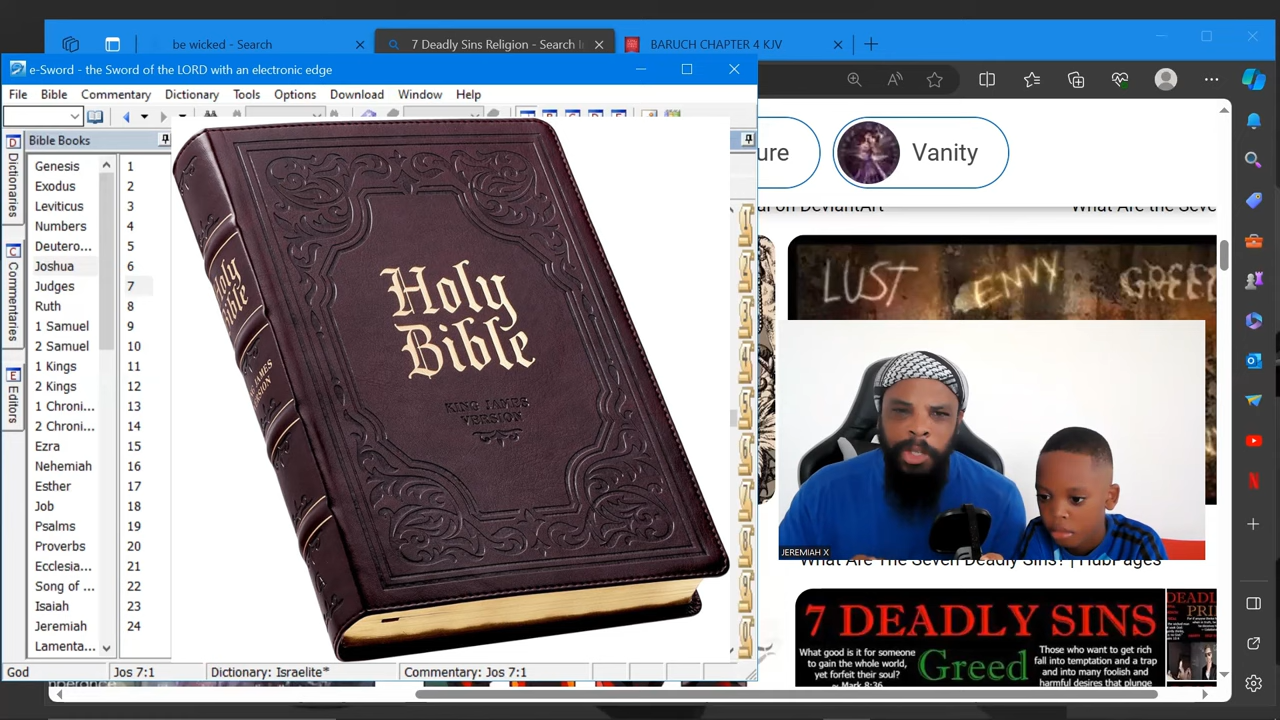 be wicked - Search
7 Deadly Sins Religion - Search
BARUCH CHAPTER 4 KJV
e-Sword - the Sword of the LORD with an electronic edge
File Bible Commentary Dictionary Tools Options Download Window Help
Bible Books
Dictionaries
Commentaries
Editors
Genesis 1
Exodus 2
Leviticus 3
Numbers 4
Deutero... 5
Joshua 6
Judges 7
Ruth 8
1 Samuel 9
2 Samuel 10
1 Kings 11
2 Kings 12
1 Chroni... 13
2 Chroni... 14
Ezra 15
Nehemiah 16
Esther 17
Job 18
Psalms 19
Proverbs 20
Ecclesia... 21
Song of ... 22
Isaiah 23
Jeremiah 24
Lamenta...
God Jos 7:1 Dictionary: Israelite* Commentary: Jos 7:1
Holy
Bible
KING JAMES
VERSION
Holy
Bible
ure
Vanity
What Are the Seve
LUST ENVY GREE
JEREMIAH X
What Are The Seven Deadly Sins? | HubPages
7 DEADLY SINS
What good is it for someone
to gain the whole world,
yet forfeit their soul?
~ Mark 8:36
Greed
Those who want to get rich
fall into temptation and a trap
and into many foolish and
harmful desires that plunge
DEADLY
PRI